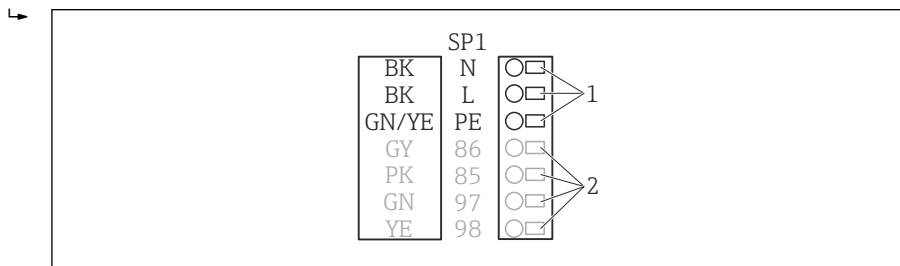 SP1
BK N
BK L 1
GN/YE PE
GY 86
PK 85 2
GN 97
YE 98